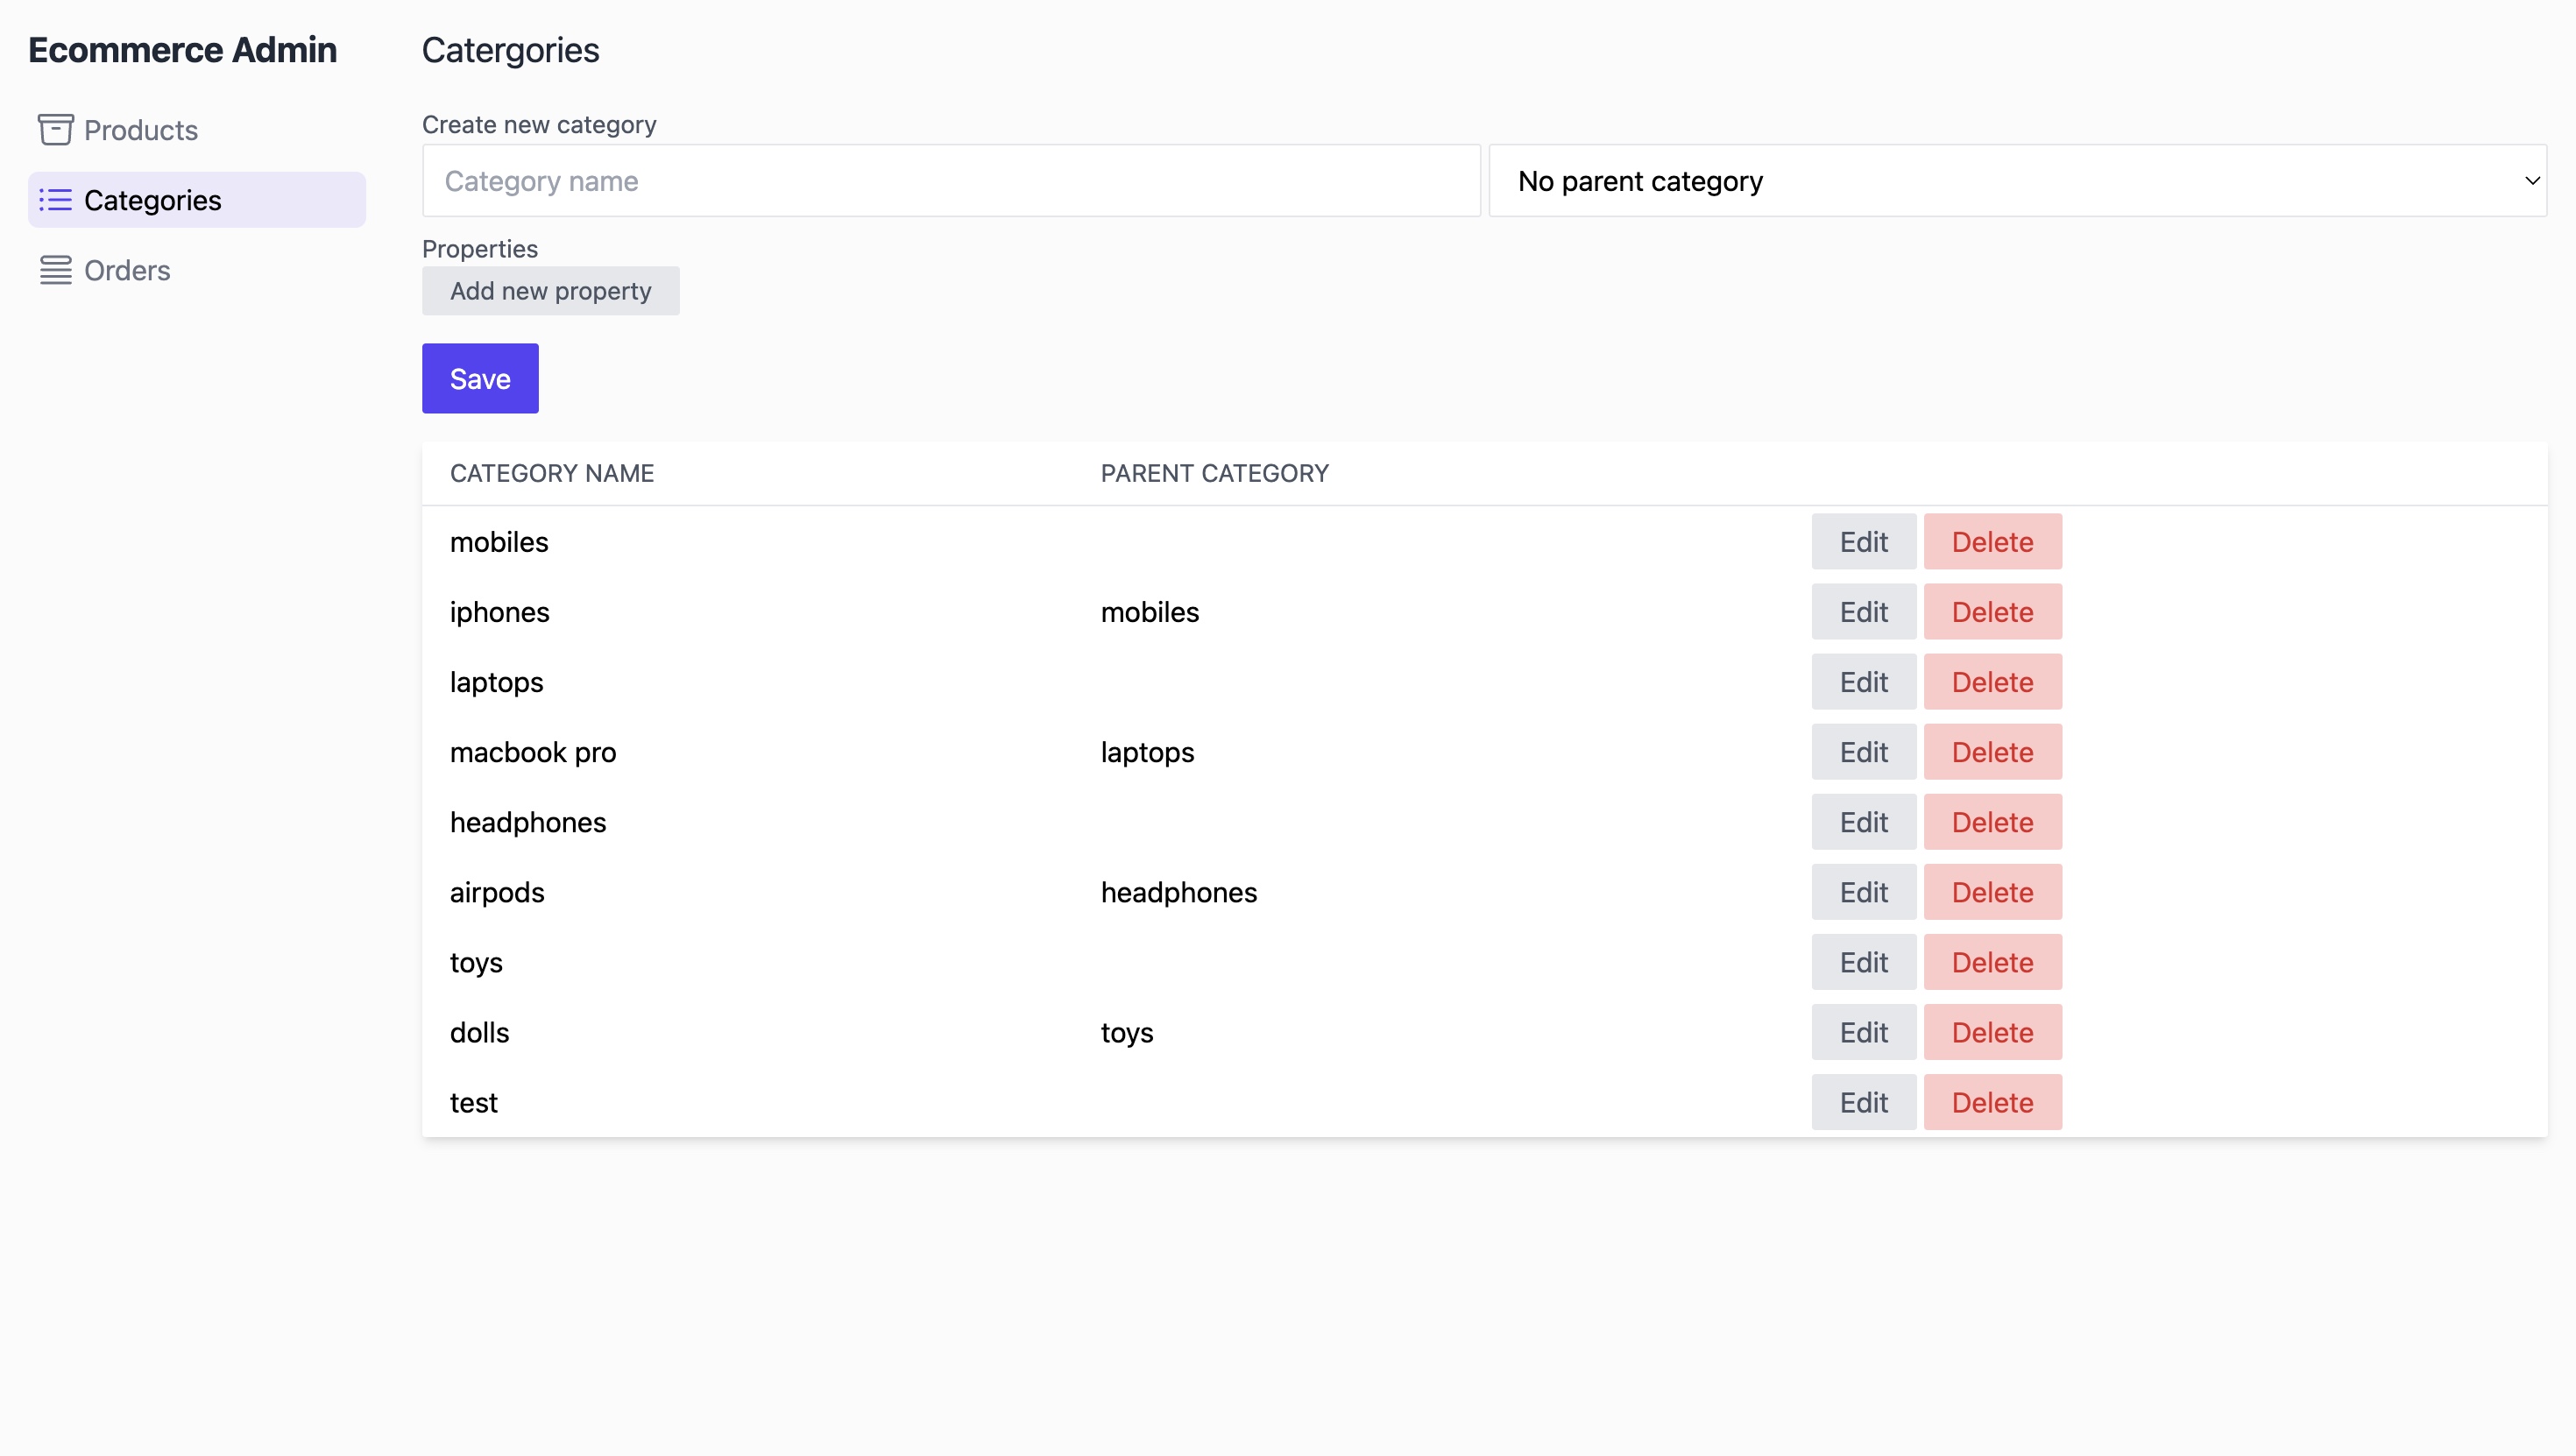 Ecommerce Admin
Products
Categories
Orders
Catergories
Create new category
Category name
No parent category
Properties
Add new property
Save
CATEGORY NAME PARENT CATEGORY
mobiles Edit Delete
iphones mobiles Edit Delete
laptops Edit Delete
macbook pro laptops Edit Delete
headphones Edit Delete
airpods headphones Edit Delete
toys Edit Delete
dolls toys Edit Delete
test Edit Delete